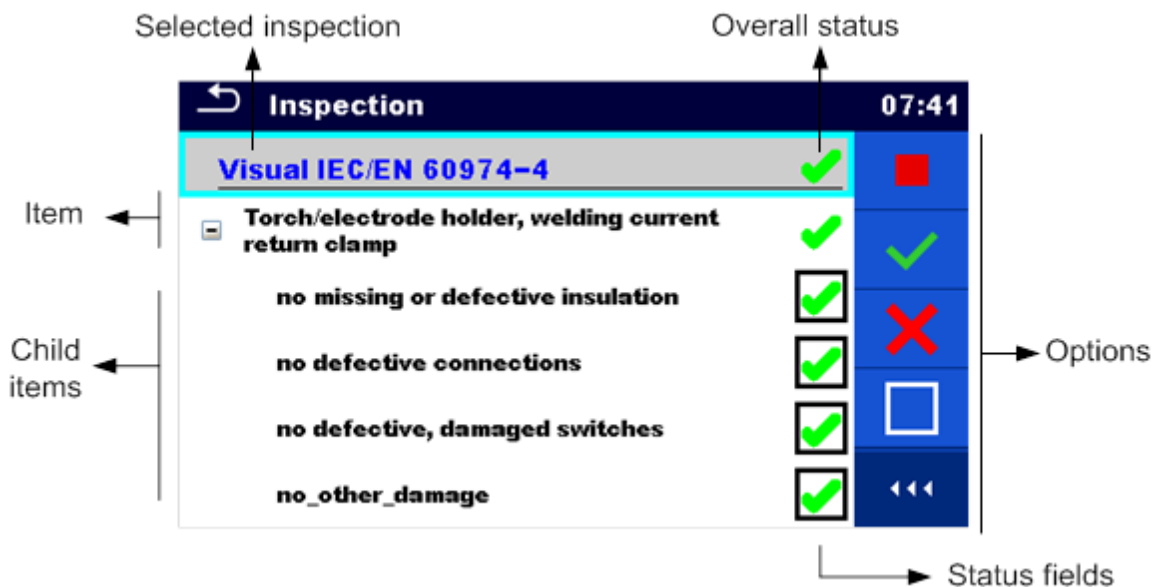 Selected inspection
Overall status
Inspection
07:41
Visual IEC/EN 60974-4
Item
Torch/electrode holder, welding current
return clamp
no missing or defective insulation
Child
items
no defective connections
Options
no defective, damaged switches
no_other_damage
Status fields